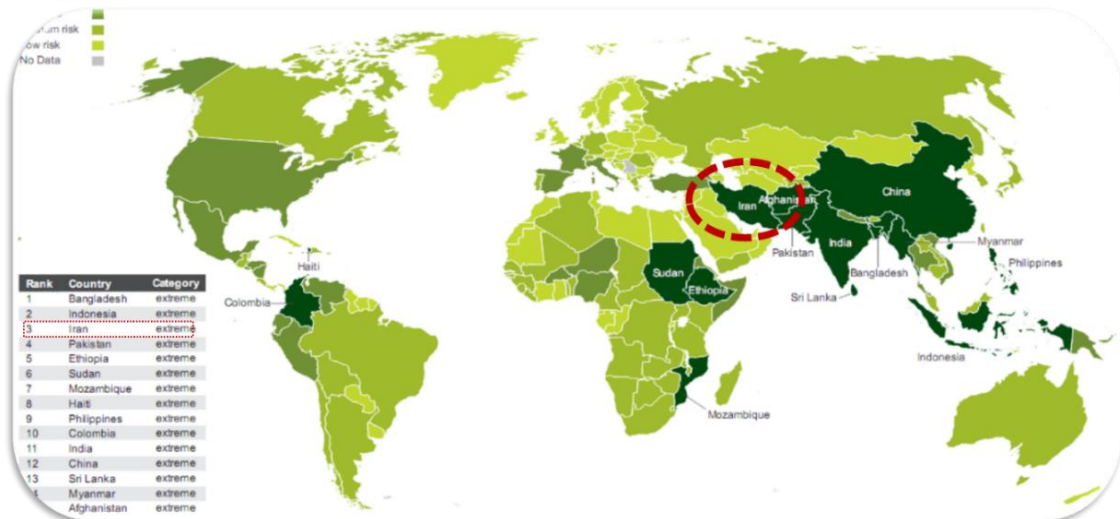 risk
ow risk
No Data
Iran
Afghanistan
China
India
Pakistan
Bangladesh
Myanmar
Philippines
Sri Lanka
Indonesia
Sudan
Ethiopia
Mozambique
Haiti
Colombia
Rank Country Category
1 Bangladesh extreme
2 Indonesia extreme
3 Iran extreme
4 Pakistan extreme
5 Ethiopia extreme
6 Sudan extreme
7 Mozambique extreme
8 Haiti extreme
9 Philippines extreme
10 Colombia extreme
11 India extreme
12 China extreme
13 Sri Lanka extreme
Myanmar extreme
Afghanistan extreme